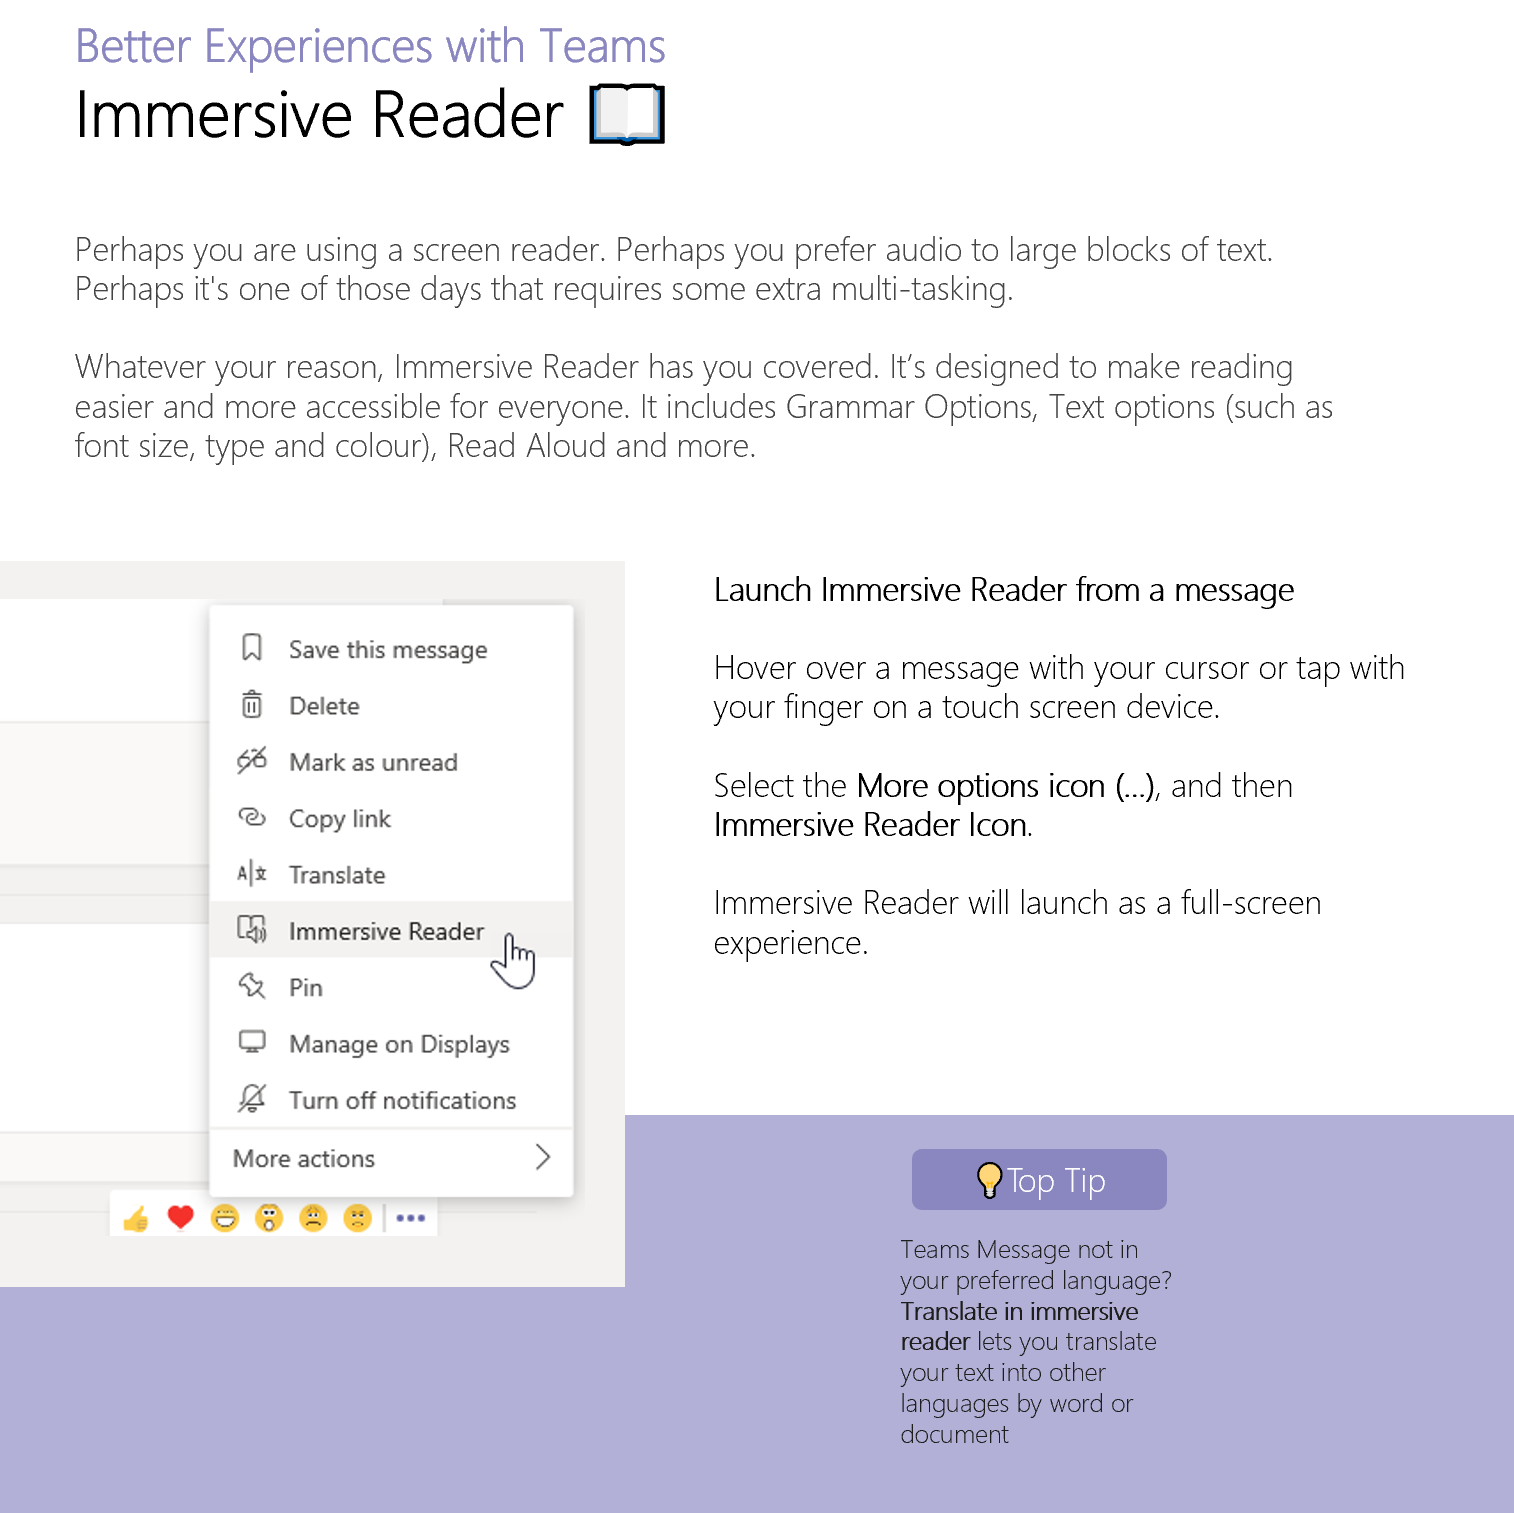 Better Experiences with Teams
Immersive Reader
Perhaps you are using a screen reader. Perhaps you prefer audio to large blocks of text.
Perhaps it's one of those days that requires some extra multi-tasking.
Whatever your reason, Immersive Reader has you covered. It’s designed to make reading
easier and more accessible for everyone. It includes Grammar Options, Text options (such as
font size, type and colour), Read Aloud and more.
Save this message
Delete
Mark as unread
Copy link
Translate
Immersive Reader
Pin
Manage on Displays
Turn off notifications
More actions
Launch Immersive Reader from a message
Hover over a message with your cursor or tap with
your finger on a touch screen device.
Select the More options icon (...), and then
Immersive Reader Icon.
Immersive Reader will launch as a full-screen
experience.
Top Tip
Teams Message not in
your preferred language?
Translate in immersive
reader lets you translate
your text into other
languages by word or
document